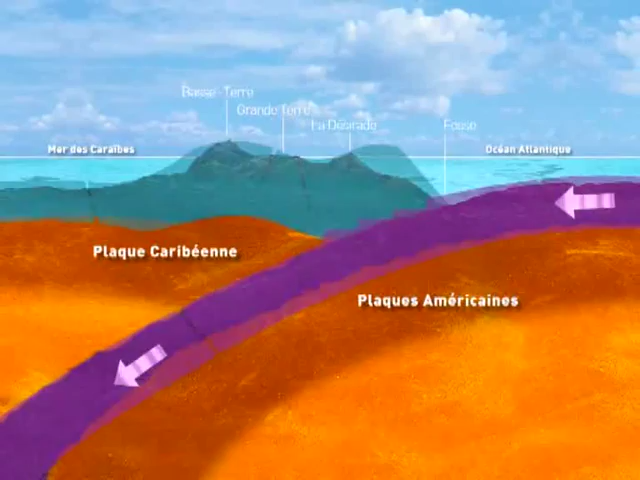 Basse-Terre
Grande Terre
La Désirade
Fosse
Mer des Caraïbes
Océan Atlantique
Plaque Caribéenne
Plaques Américaines